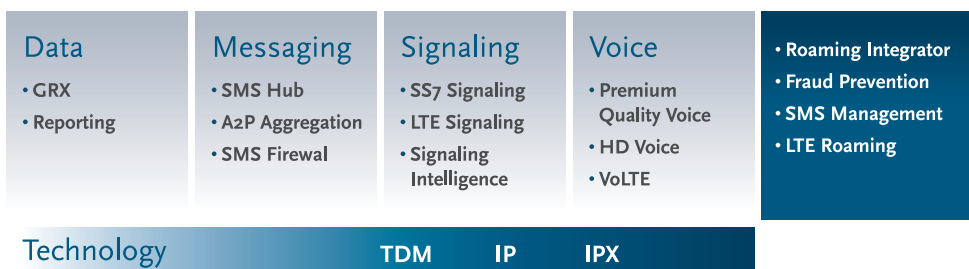 Data
• GRX
• Reporting
Messaging
• SMS Hub
• A2P Aggregation
• SMS Firewal
Signaling
• SS7 Signaling
• LTE Signaling
• Signaling
Intelligence
Voice
• Premium
Quality Voice
• HD Voice
• VoLTE
• Roaming Integrator
• Fraud Prevention
• SMS Management
• LTE Roaming
Technology TDM IP IPX